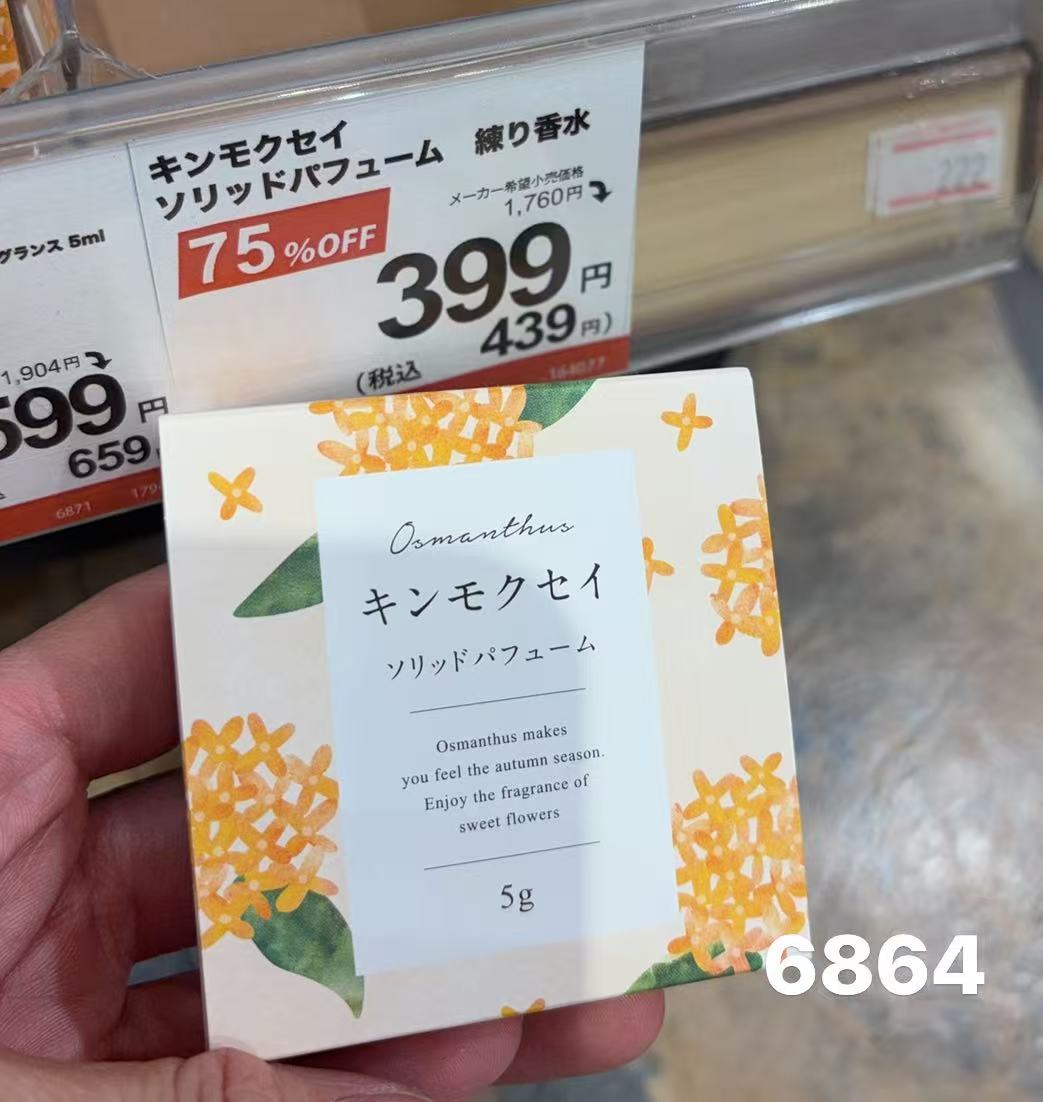 キンモクセイ
ソリッドパフューム 練り香水
メーカー希望小売価格
1,760円
75%OFF
399円
(税込 439円)
164077
グランス 5ml
1,904円
599円
659
6871 179
222
Osmanthus
キンモクセイ
ソリッドパフューム
Osmanthus makes
you feel the autumn season.
Enjoy the fragrance of
sweet flowers
5g
6864